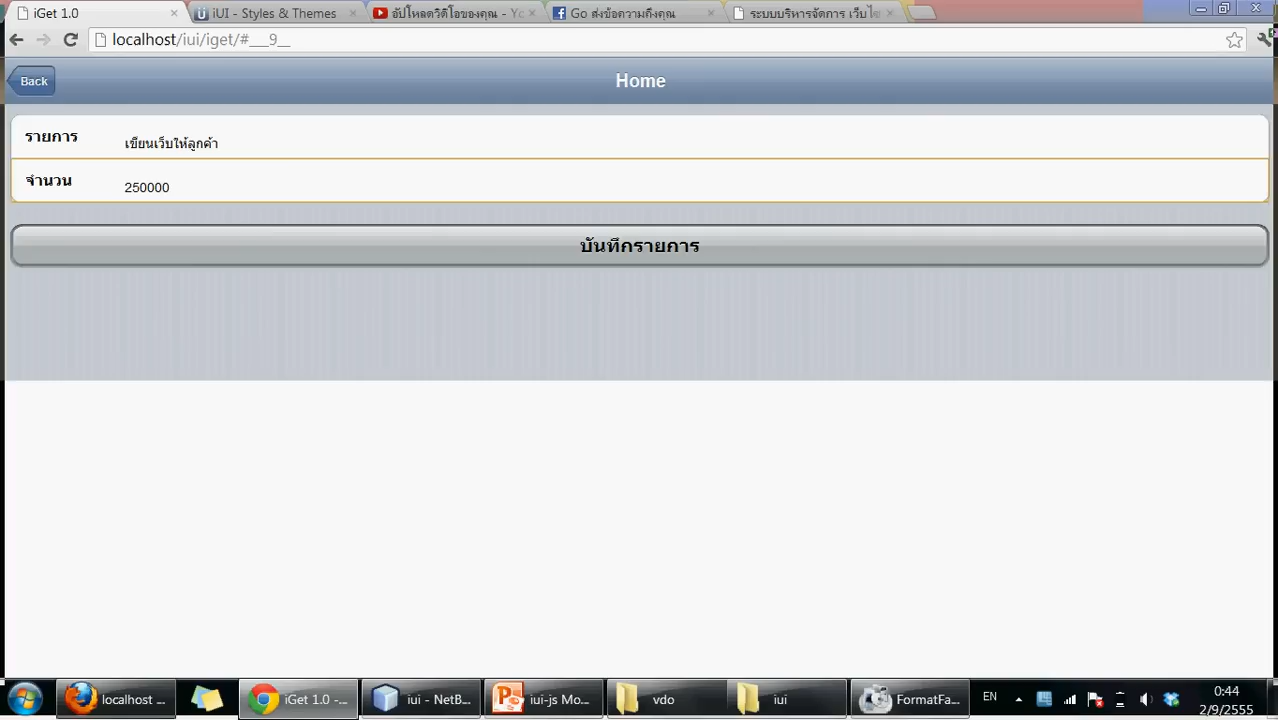 iGet 1.0
iUI - Styles & Themes
อัปโหลดวิดีโอของคุณ - Yc
Go ส่งข้อความถึงคุณ
ระบบบริหารจัดการ เว็บไซ
localhost/iui/iget/#___9__
Back
Home
รายการ
เขียนเว็บให้ลูกค้า
จำนวน
250000
บันทึกรายการ
localhost ...
iGet 1.0 -...
iui - NetB...
iui-js Mo...
vdo
iui
FormatFa...
EN
0:44
2/9/2555